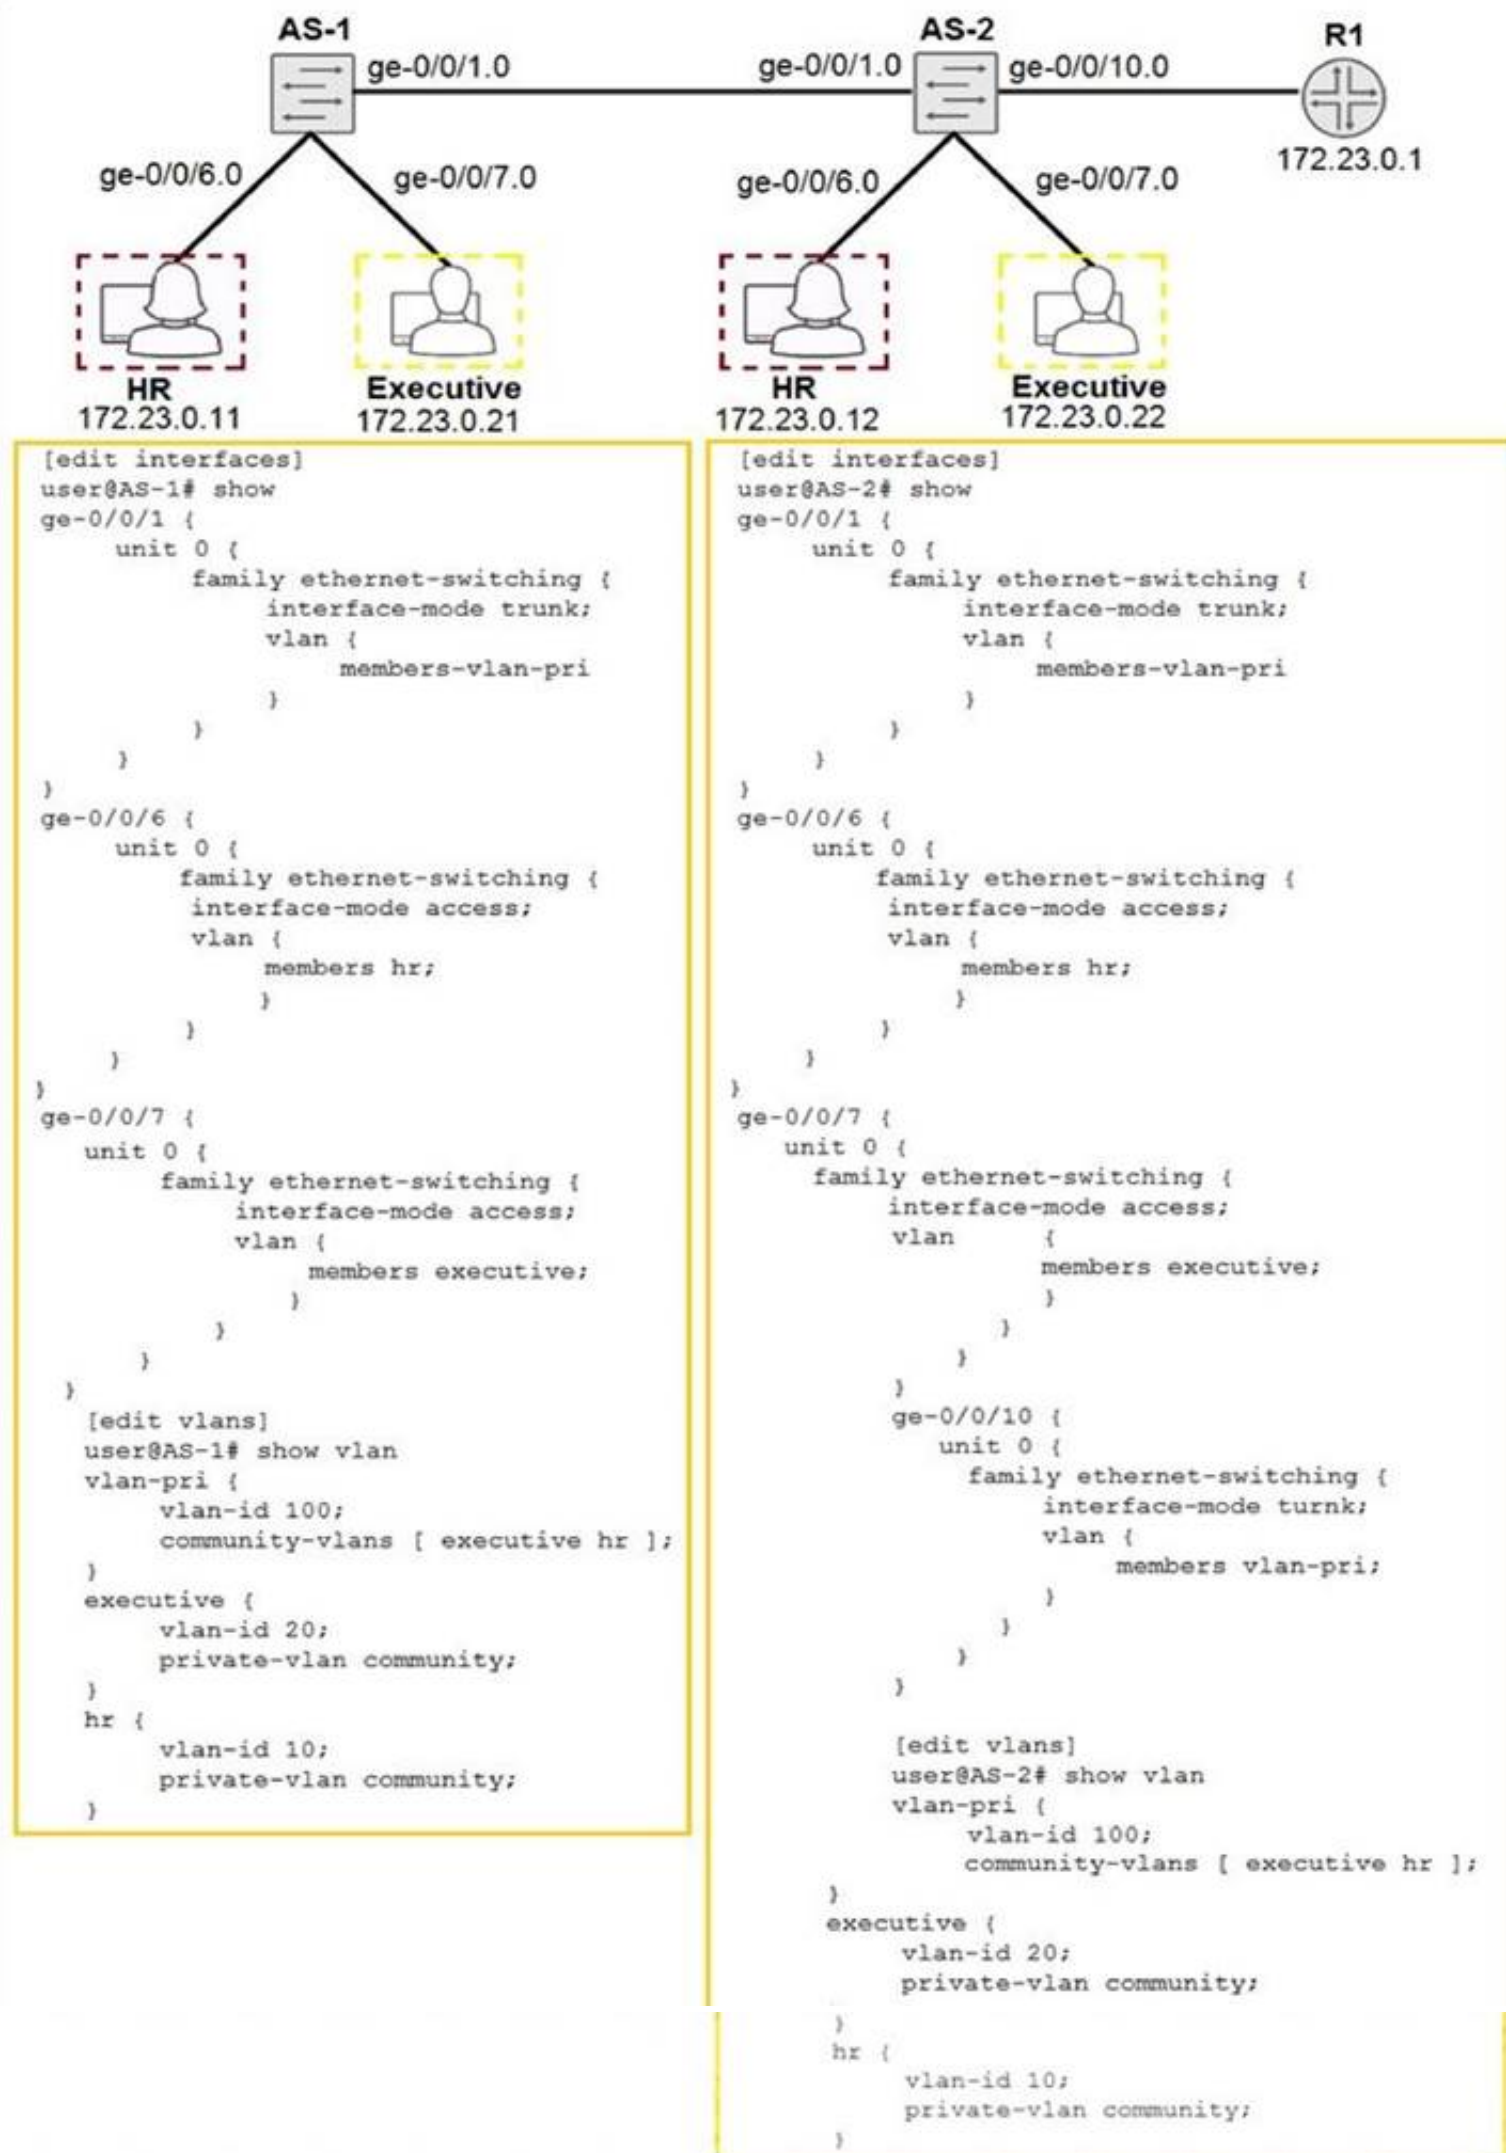 AS-1
AS-2
R1
ge-0/0/1.0
ge-0/0/1.0
ge-0/0/10.0
172.23.0.1
ge-0/0/6.0
ge-0/0/7.0
ge-0/0/6.0
ge-0/0/7.0
HR
172.23.0.11
Executive
172.23.0.21
HR
172.23.0.12
Executive
172.23.0.22
[edit interfaces]
user@AS-1# show
ge-0/0/1 {
unit 0 {
family ethernet-switching {
interface-mode trunk;
vlan {
members-vlan-pri
}
}
}
}
ge-0/0/6 {
unit 0 {
family ethernet-switching {
interface-mode access;
vlan {
members hr;
}
}
}
}
ge-0/0/7 {
unit 0 {
family ethernet-switching {
interface-mode access;
vlan {
members executive;
}
}
}
}
[edit vlans]
user@AS-1# show vlan
vlan-pri {
vlan-id 100;
community-vlans [ executive hr ];
}
executive {
vlan-id 20;
private-vlan community;
}
hr {
vlan-id 10;
private-vlan community;
}
[edit interfaces]
user@AS-2# show
ge-0/0/1 {
unit 0 {
family ethernet-switching {
interface-mode trunk;
vlan {
members-vlan-pri
}
}
}
}
ge-0/0/6 {
unit 0 {
family ethernet-switching {
interface-mode access;
vlan {
members hr;
}
}
}
}
ge-0/0/7 {
unit 0 {
family ethernet-switching {
interface-mode access;
vlan {
members executive;
}
}
}
}
ge-0/0/10 {
unit 0 {
family ethernet-switching {
interface-mode turnk;
vlan {
members vlan-pri;
}
}
}
}
[edit vlans]
user@AS-2# show vlan
vlan-pri {
vlan-id 100;
community-vlans [ executive hr ];
}
executive {
vlan-id 20;
private-vlan community;
}
hr {
vlan-id 10;
private-vlan community;
}